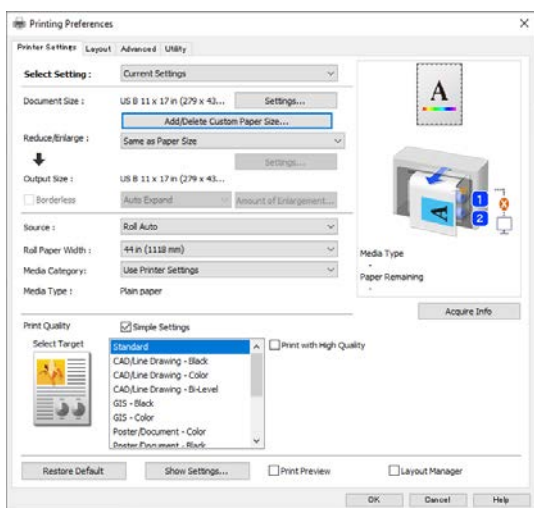 Printing Preferences
Printer Settings Layout Advanced Utility
Select Setting : Current Settings
Document Size : US B 11 x 17 in (279 x 43... Settings...
Add/Delete Custom Paper Size...
Reduce/Enlarge : Same as Paper Size
Settings...
Output Size : US B 11 x 17 in (279 x 43...
Borderless Auto Expand Amount of Enlargement...
Source : Roll Auto
Roll Paper Width : 44 in (1118 mm)
Media Category: Use Printer Settings
Media Type : Plain paper
A
A
1
2
Media Type
-
Paper Remaining
-
Acquire Info
Print Quality Simple Settings
Select Target Standard Print with High Quality
CAD/Line Drawing - Black
CAD/Line Drawing - Color
CAD/Line Drawing - Bi-Level
GIS - Black
GIS - Color
Poster/Document - Color
Poster/Document - Black
Restore Default Show Settings... Print Preview Layout Manager
OK Cancel Help